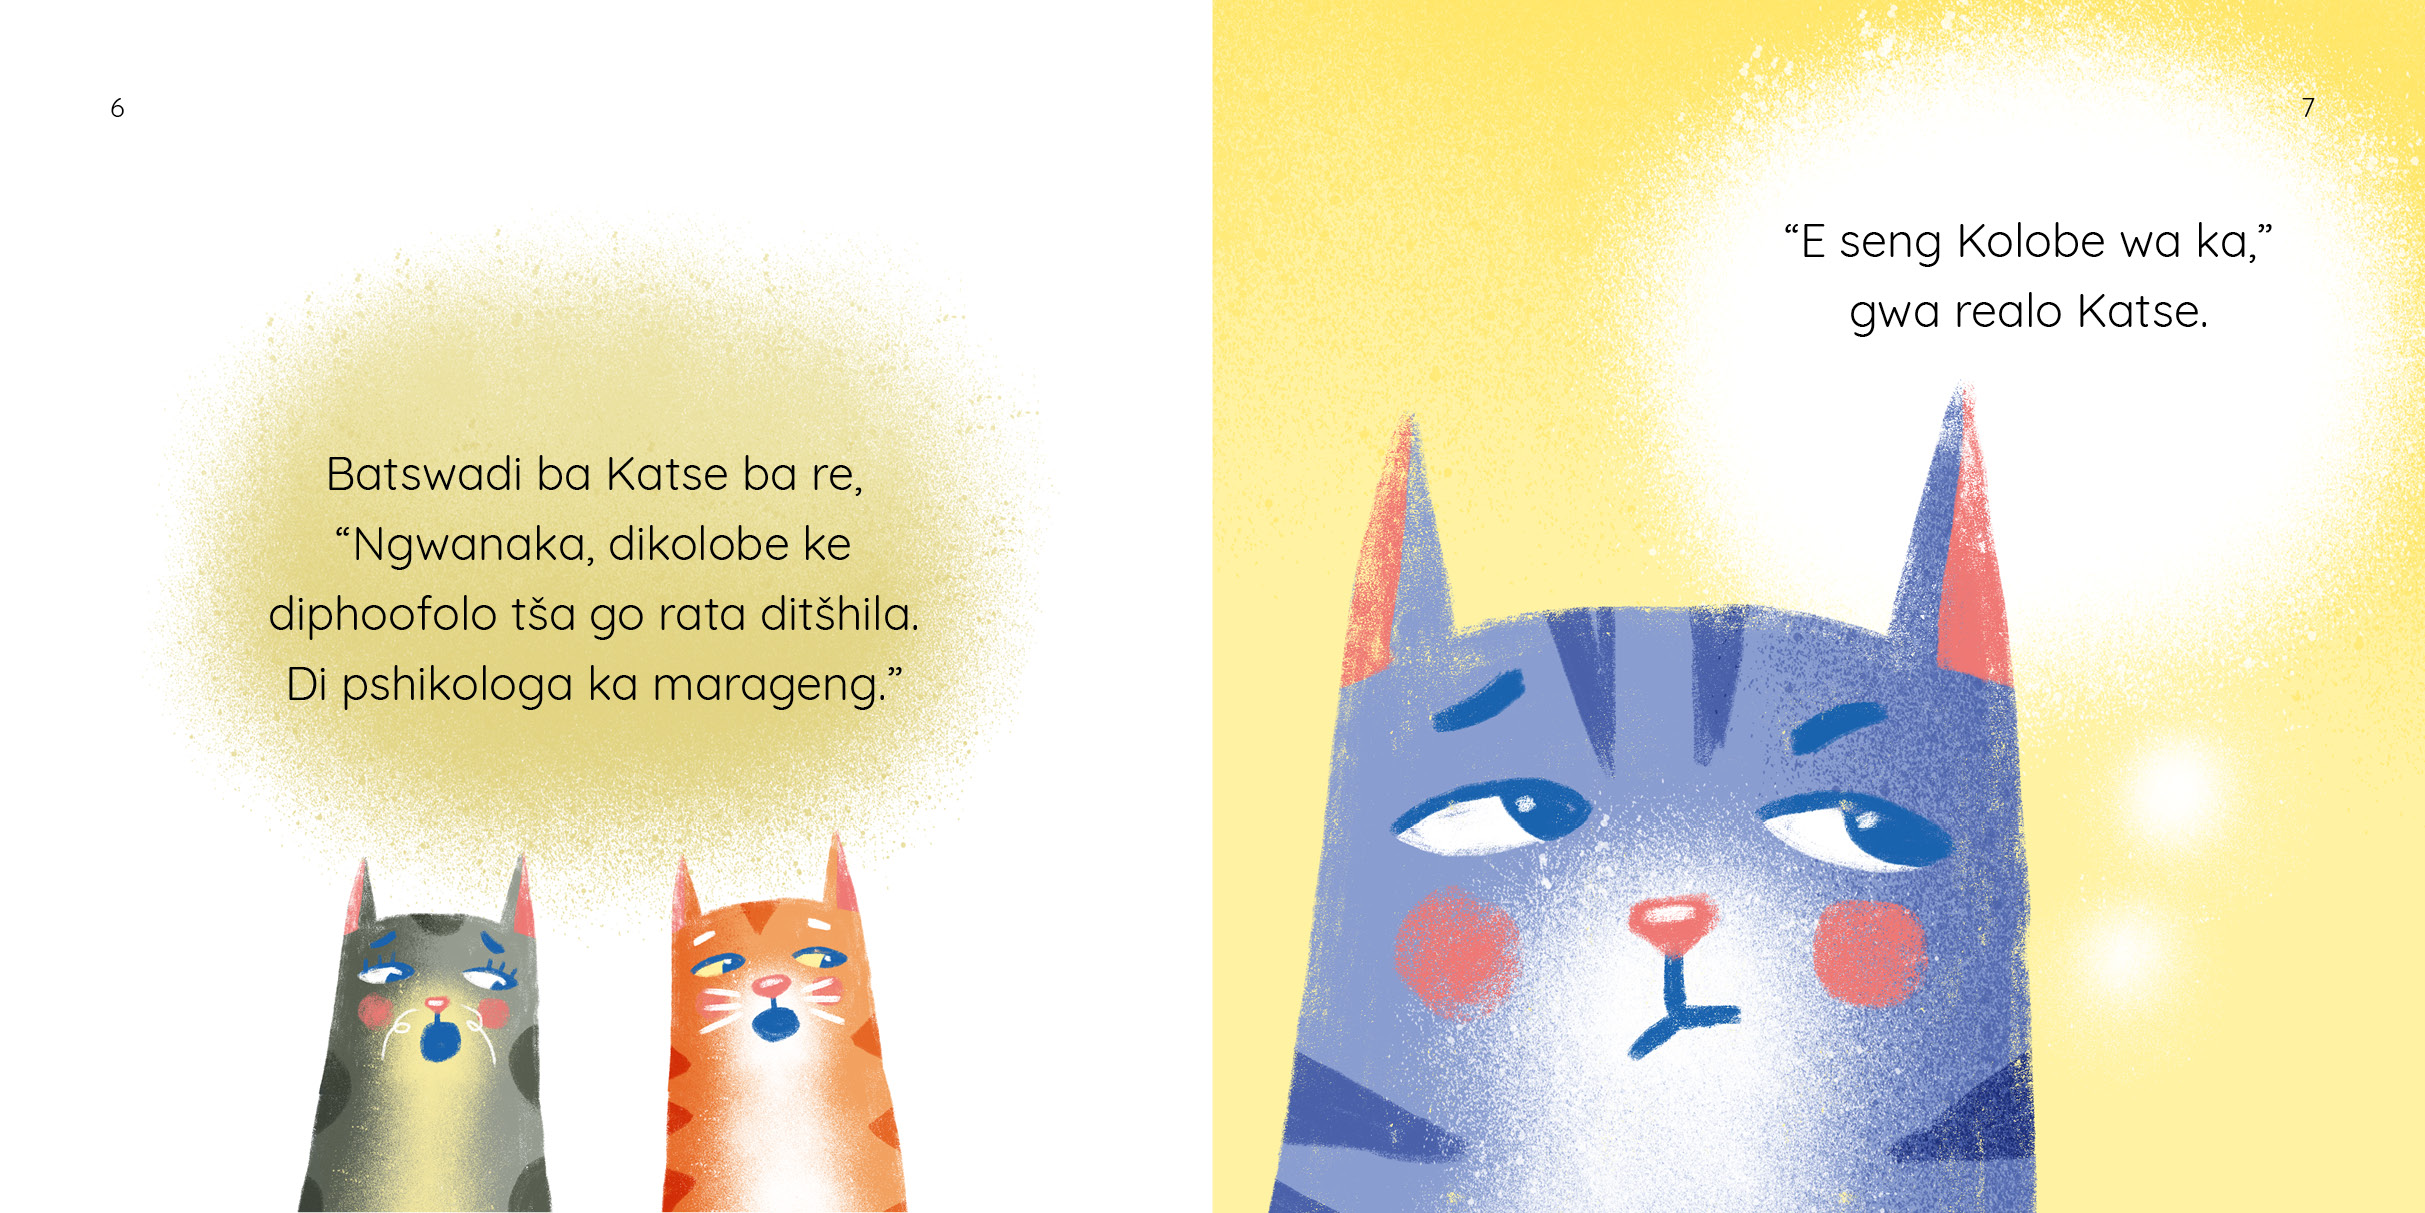 6
Batswadi ba Katse ba re,
“Ngwanaka, dikolobe ke
diphoofolo tša go rata ditšhila.
Di pshikologa ka marageng.”
7
“E seng Kolobe wa ka,”
gwa realo Katse.